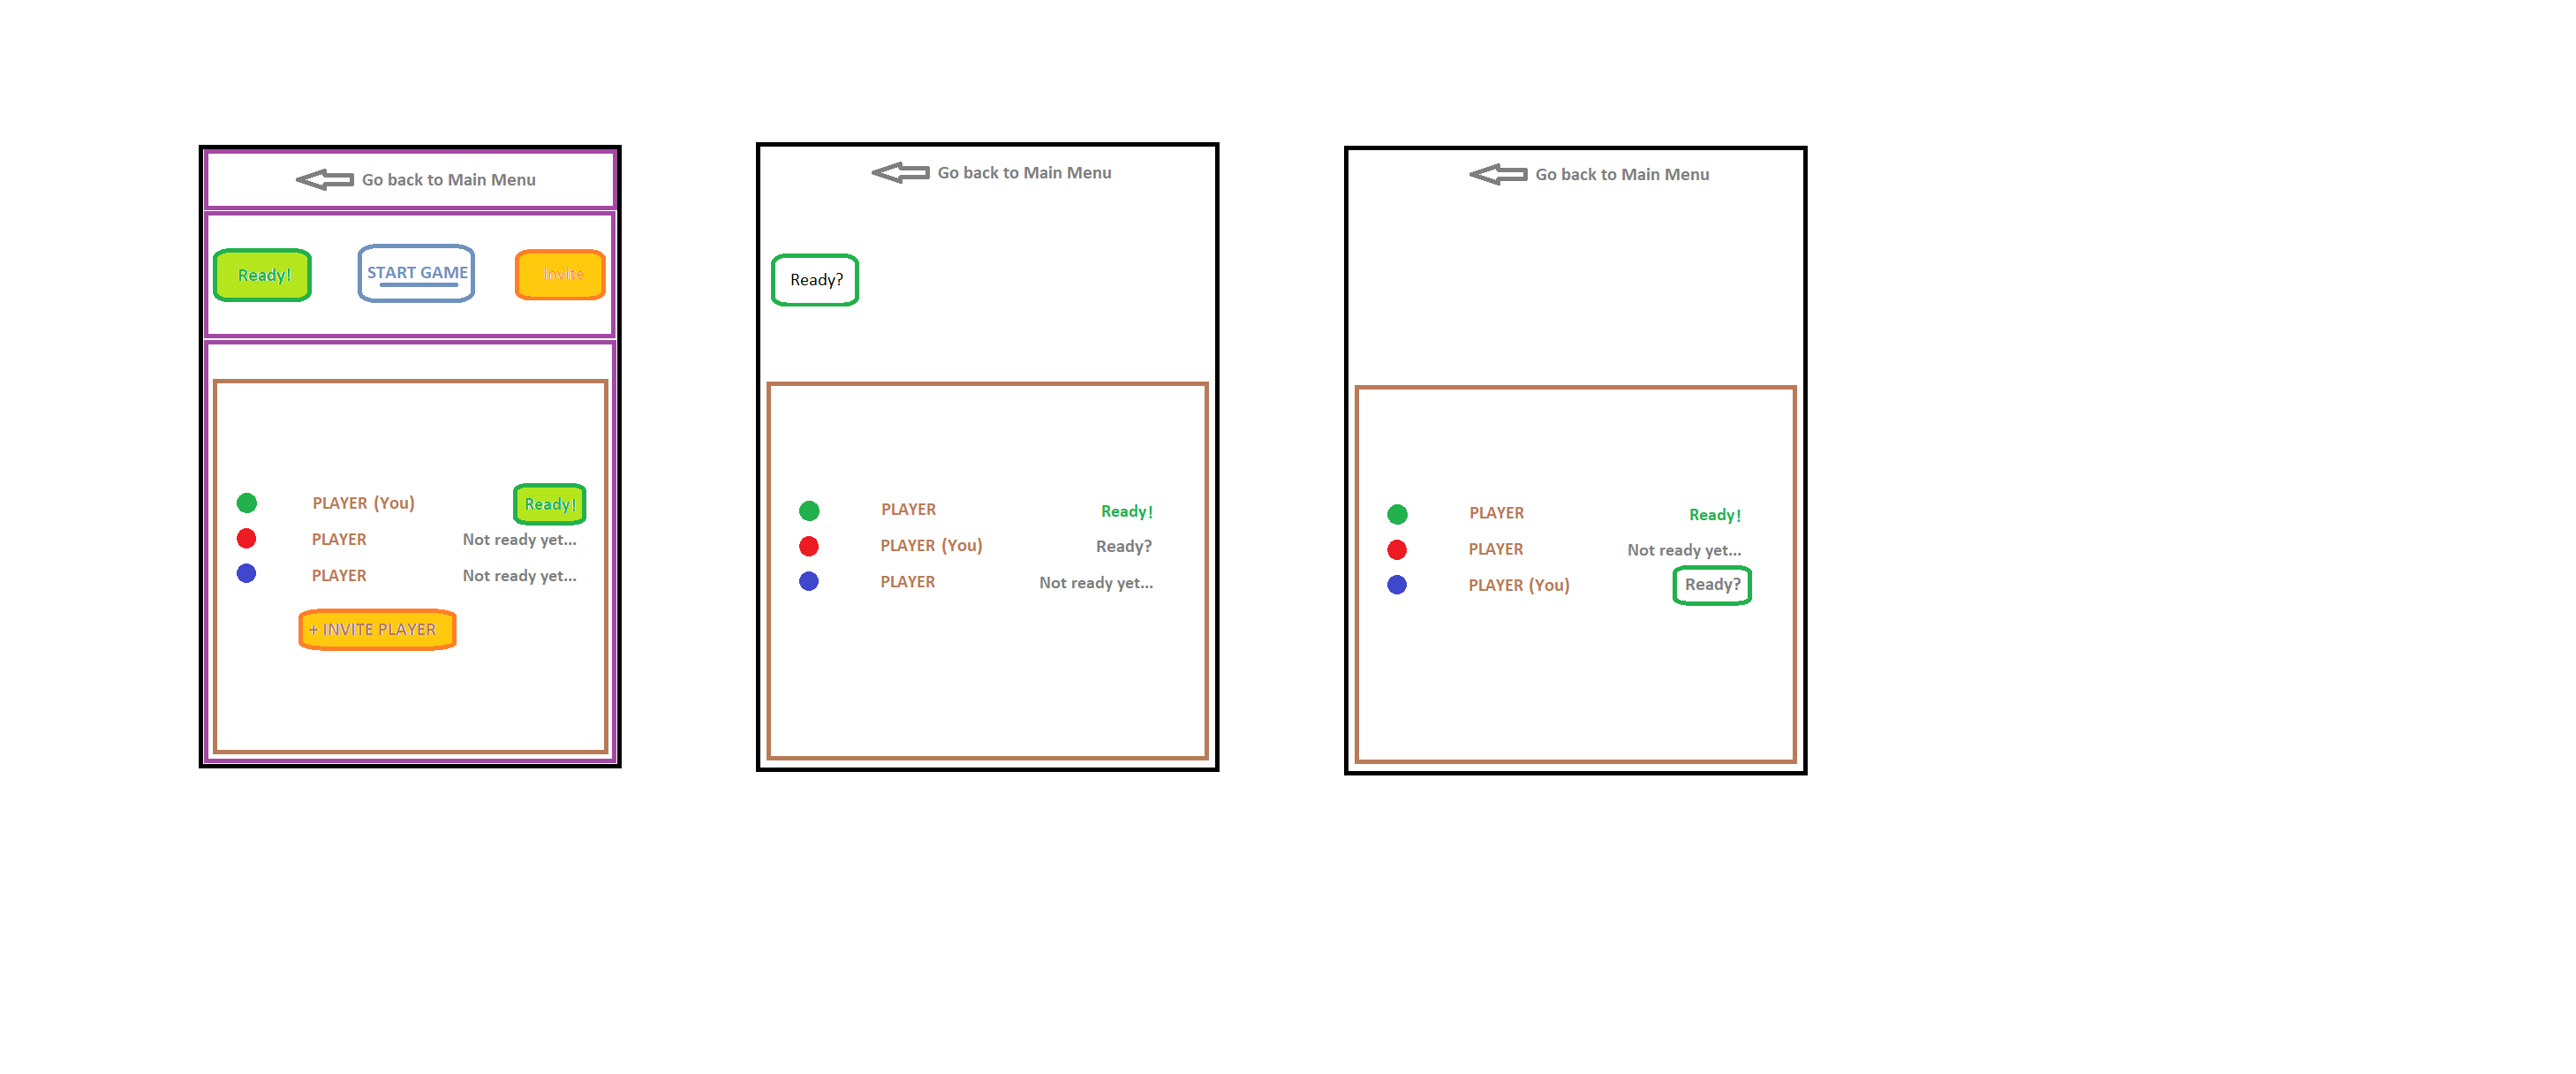 Go back to Main Menu
Ready!
START GAME
Invite
PLAYER (You)
Ready!
PLAYER
Not ready yet...
PLAYER
Not ready yet...
+ INVITE PLAYER
Go back to Main Menu
Ready?
PLAYER
Ready!
PLAYER (You)
Ready?
PLAYER
Not ready yet...
Go back to Main Menu
PLAYER
Ready!
PLAYER
Not ready yet...
PLAYER (You)
Ready?